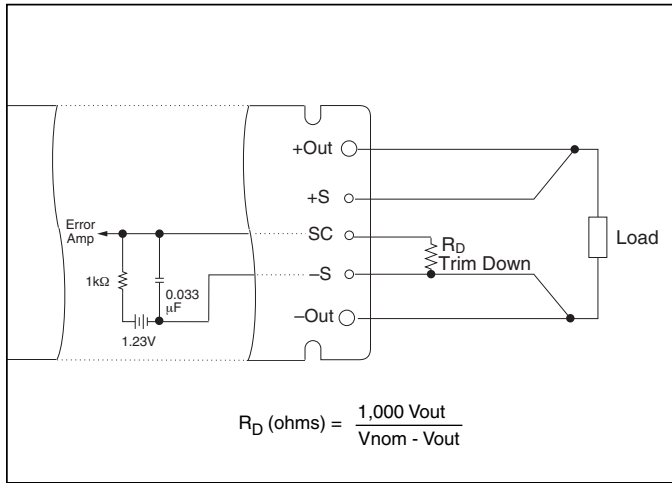 +Out
+S
Error
Amp
SC
R_D
Trim Down
Load
1kΩ
–S
0.033
µF
–Out
1.23V
R_D (ohms) = 1,000 Vout
Vnom - Vout